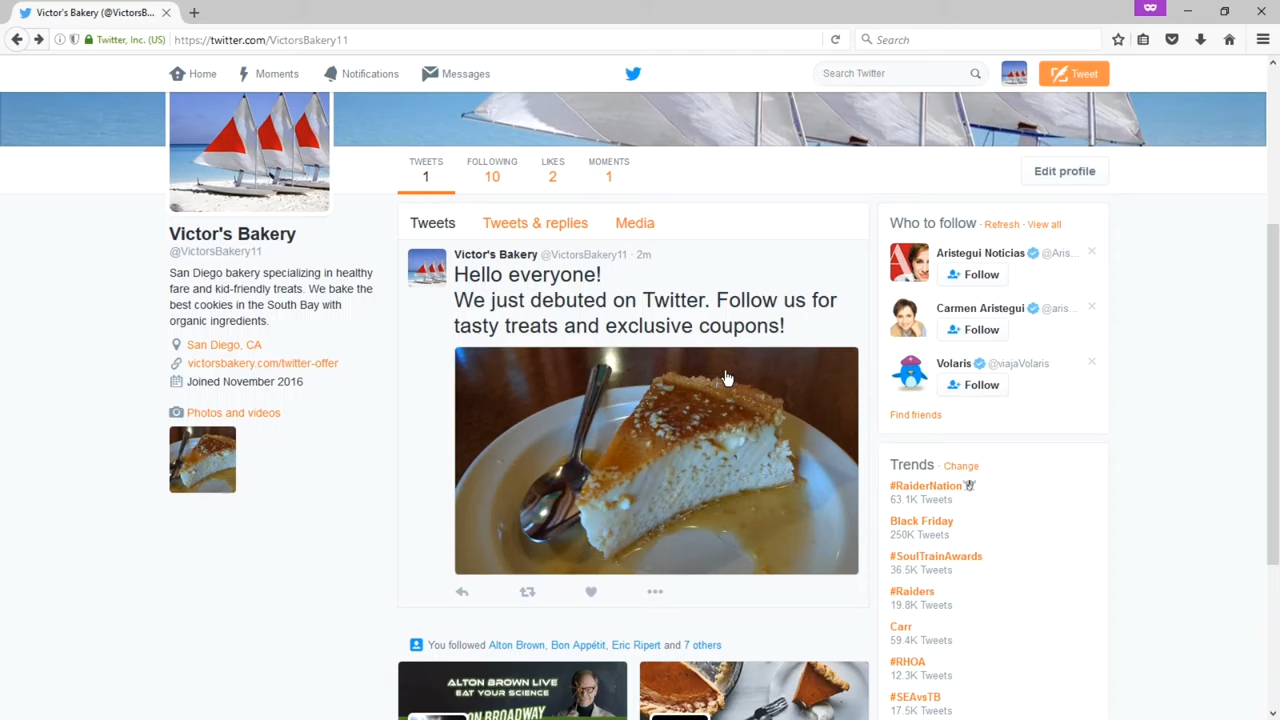 Victor's Bakery (@VictorsBa
Twitter, Inc. (US)
https://twitter.com/VictorsBakery11
Search
Home
Moments
Notifications
Messages
Search Twitter
Tweet
TWEETS
1
FOLLOWING
10
LIKES
2
MOMENTS
1
Edit profile
Victor's Bakery
@VictorsBakery11
San Diego bakery specializing in healthy
fare and kid-friendly treats. We bake the
best cookies in the South Bay with
organic ingredients.
San Diego, CA
victorsbakery.com/twitter-offer
Joined November 2016
Photos and videos
Tweets Tweets & replies Media
Victor's Bakery @VictorsBakery11 · 2m
Hello everyone!
We just debuted on Twitter. Follow us for
tasty treats and exclusive coupons!
You followed Alton Brown, Bon Appétit, Eric Ripert and 7 others
ALTON BROWN LIVE
EAT YOUR SCIENCE
ON BROADWAY
Who to follow · Refresh · View all
Aristegui Noticias @Aris...
Follow
Carmen Aristegui @aris...
Follow
Volaris @viajaVolaris
Follow
Find friends
Trends · Change
#RaiderNation
63.1K Tweets
Black Friday
250K Tweets
#SoulTrainAwards
36.5K Tweets
#Raiders
19.8K Tweets
Carr
59.4K Tweets
#RHOA
12.3K Tweets
#SEAvsTB
17.5K Tweets